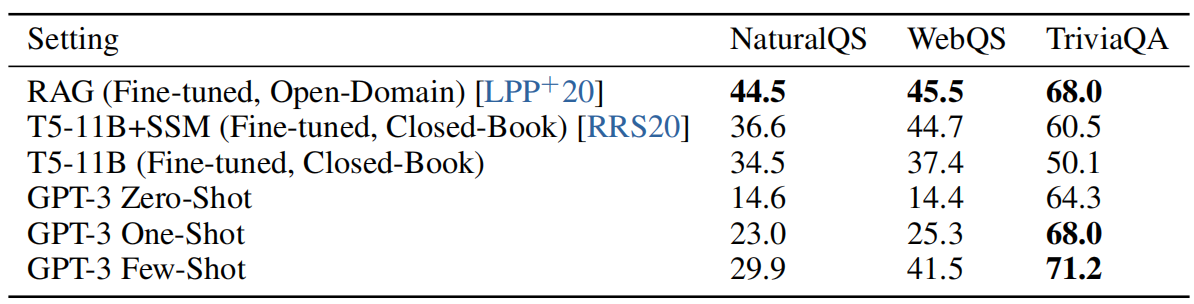 Setting NaturalQS WebQS TriviaQA
RAG (Fine-tuned, Open-Domain) [LPP+20] 44.5 45.5 68.0
T5-11B+SSM (Fine-tuned, Closed-Book) [RRS20] 36.6 44.7 60.5
T5-11B (Fine-tuned, Closed-Book) 34.5 37.4 50.1
GPT-3 Zero-Shot 14.6 14.4 64.3
GPT-3 One-Shot 23.0 25.3 68.0
GPT-3 Few-Shot 29.9 41.5 71.2